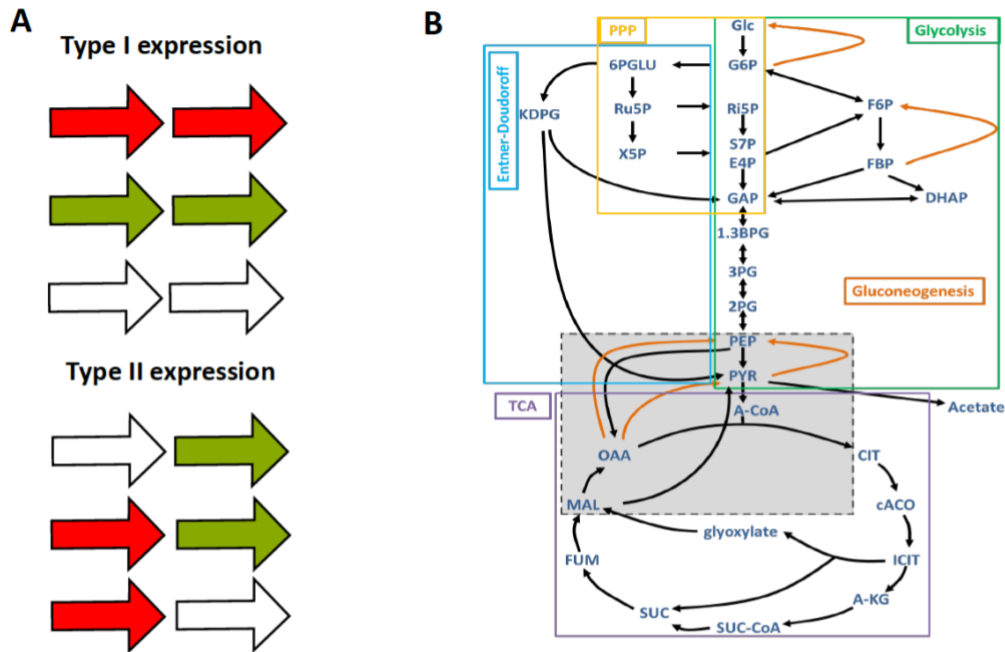 A
Type I expression
Type II expression
B
PPP
Glc
Glycolysis
6PGLU
G6P
Entner-Doudoroff
KDPG
Ru5P
Ri5P
F6P
X5P
S7P
E4P
FBP
GAP
DHAP
1.3BPG
3PG
Gluconeogenesis
2PG
PEP
PYR
TCA
A-CoA
Acetate
OAA
CIT
MAL
cACO
glyoxylate
FUM
ICIT
A-KG
SUC
SUC-CoA